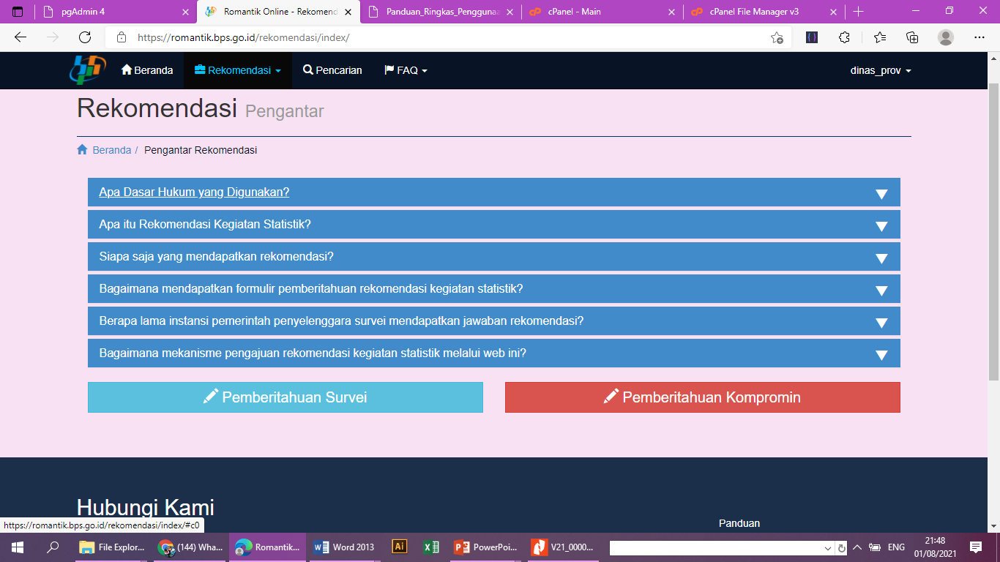 pgAdmin 4
Romantik Online - Rekomend
Panduan_Ringkas_Pengguna
cPanel - Main
cPanel File Manager v3
https://romantik.bps.go.id/rekomendasi/index/
Beranda
Rekomendasi
Pencarian
FAQ
dinas_prov
Rekomendasi Pengantar
Beranda / Pengantar Rekomendasi
Apa Dasar Hukum yang Digunakan?
Apa itu Rekomendasi Kegiatan Statistik?
Siapa saja yang mendapatkan rekomendasi?
Bagaimana mendapatkan formulir pemberitahuan rekomendasi kegiatan statistik?
Berapa lama instansi pemerintah penyelenggara survei mendapatkan jawaban rekomendasi?
Bagaimana mekanisme pengajuan rekomendasi kegiatan statistik melalui web ini?
Pemberitahuan Survei
Pemberitahuan Kompromin
Hubungi Kami
Panduan
https://romantik.bps.go.id/rekomendasi/index/#c0
File Explor...
(144) Wha...
Romantik...
Word 2013
Ai
PowerPoi...
V21_0000...
ENG
21:48
01/08/2021